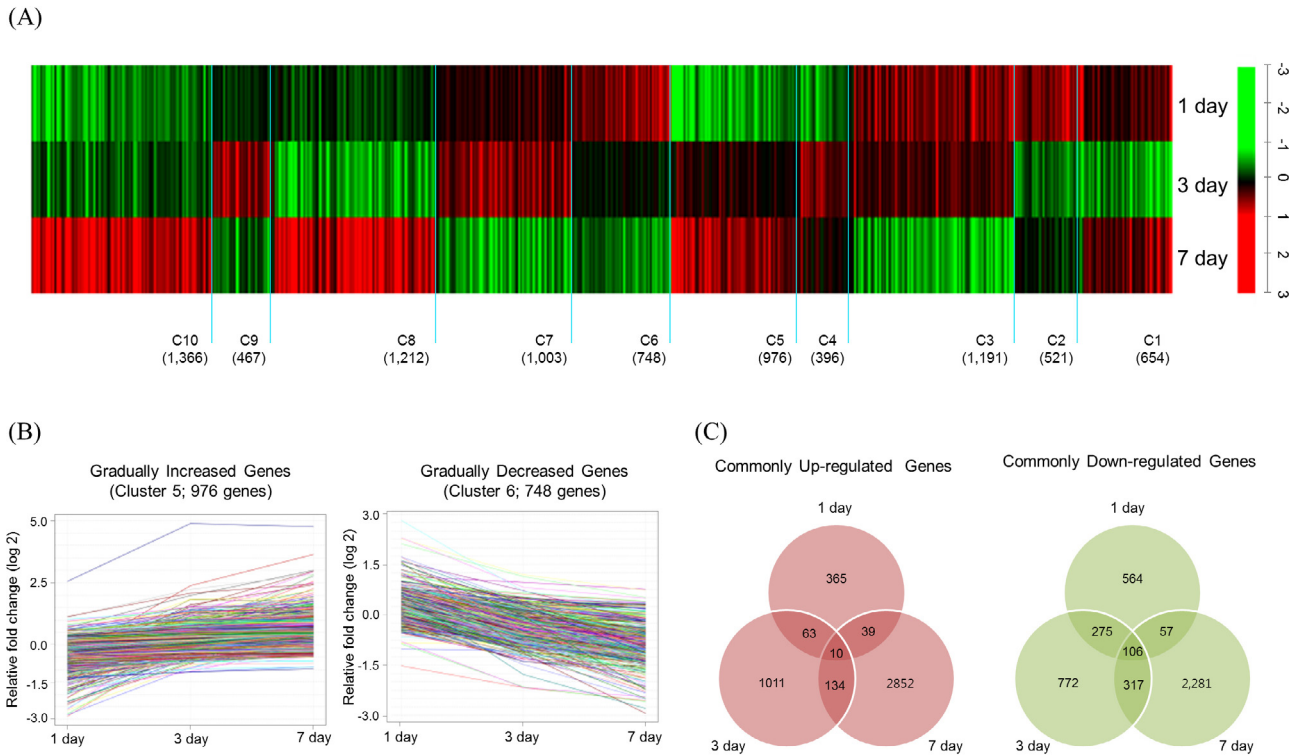 (A)
1 day
3 day
7 day
-3
-2
-1
0
1
2
3
C10
(1,366)
C9
(467)
C8
(1,212)
C7
(1,003)
C6
(748)
C5
(976)
C4
(396)
C3
(1,191)
C2
(521)
C1
(654)
(B)
Gradually Increased Genes
(Cluster 5; 976 genes)
Relative fold change (log 2)
5.0
2.5
0.0
-1.5
-3.0
1 day
3 day
7 day
Gradually Decreased Genes
(Cluster 6; 748 genes)
Relative fold change (log 2)
3.0
1.5
0.0
-1.5
-3.0
1 day
3 day
7 day
(C)
Commonly Up-regulated Genes
1 day
365
63
39
10
1011
134
2852
3 day
7 day
Commonly Down-regulated Genes
1 day
564
275
57
106
772
317
2,281
3 day
7 day